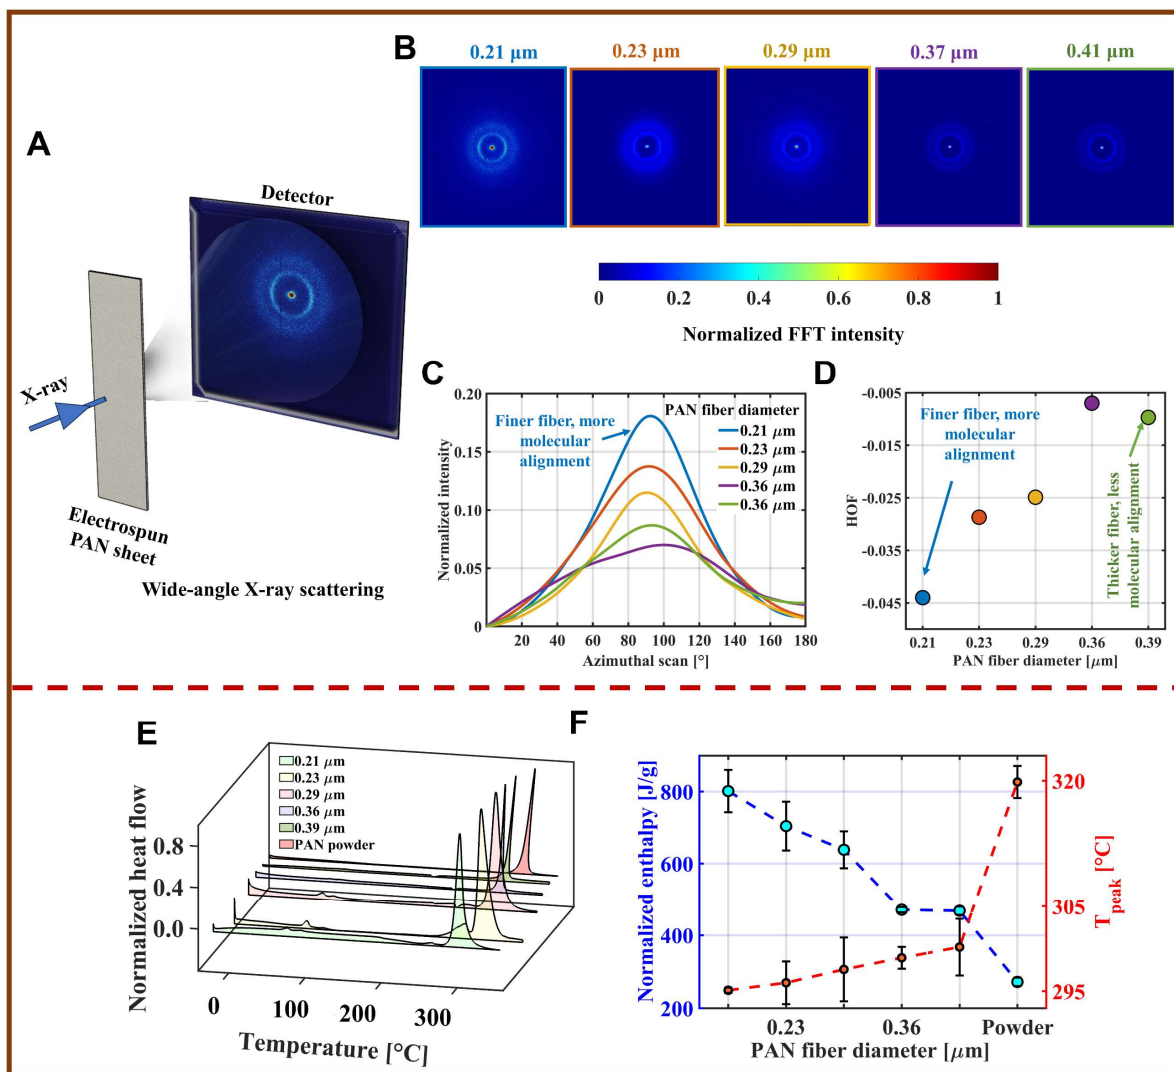 A
Detector
X-ray
Electrospun
PAN sheet
Wide-angle X-ray scattering
B
0.21 μm
0.23 μm
0.29 μm
0.37 μm
0.41 μm
0 0.2 0.4 0.6 0.8 1
Normalized FFT intensity
C
Normalized intensity
0.20
0.15
0.10
0.05
0
20 40 60 80 100 120 140 160 180
Azimuthal scan [°]
Finer fiber, more
molecular
alignment
PAN fiber diameter
0.21 μm
0.23 μm
0.29 μm
0.36 μm
0.36 μm
D
HOF
-0.005
-0.015
-0.025
-0.035
-0.045
0.21 0.23 0.29 0.36 0.39
PAN fiber diameter [μm]
Finer fiber, more
molecular
alignment
Thicker fiber, less
molecular alignment
E
Normalized heat flow
0.8
0.4
0.0
0 100 200 300
Temperature [°C]
0.21 μm
0.23 μm
0.29 μm
0.36 μm
0.39 μm
PAN powder
F
Normalized enthalpy [J/g]
800
600
400
200
0.23 0.36 Powder
PAN fiber diameter [μm]
320
305
295
Tpeak [°C]